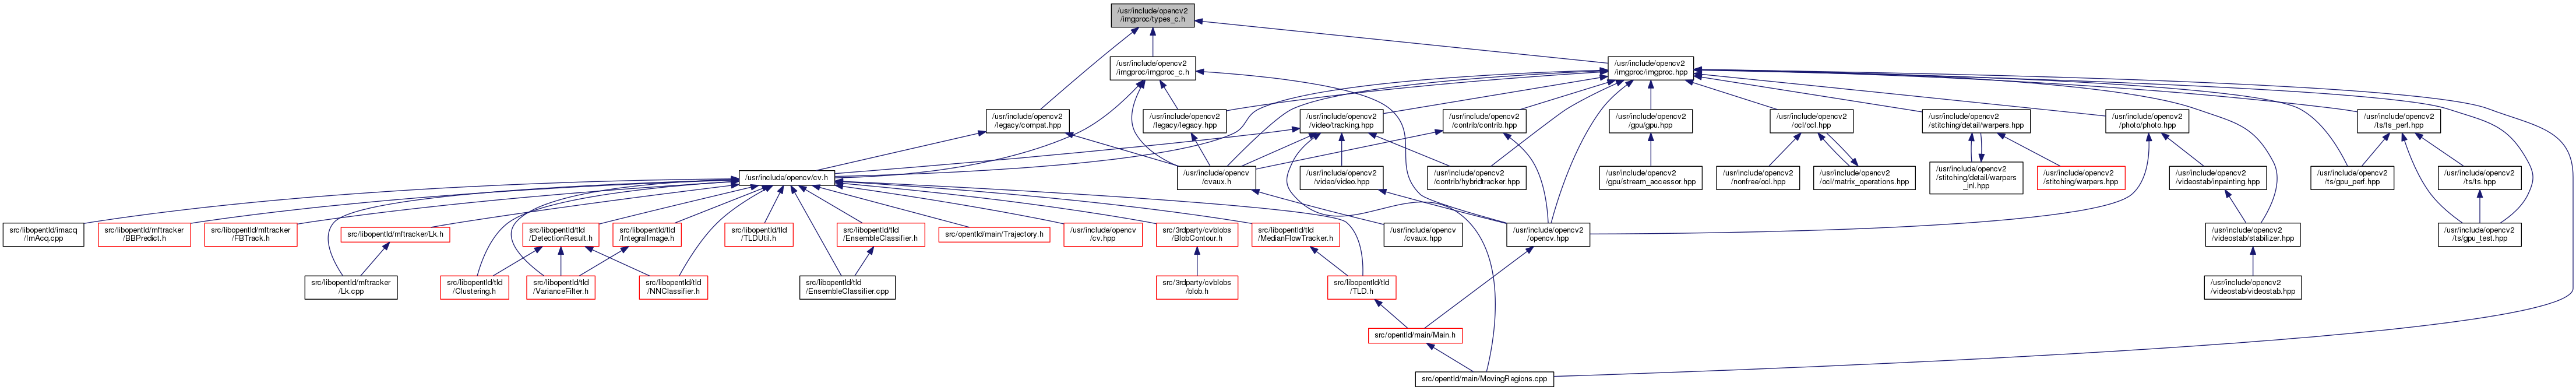 /usr/include/opencv2
/imgproc/types_c.h
/usr/include/opencv2
/imgproc/imgproc_c.h
/usr/include/opencv2
/imgproc/imgproc.hpp
/usr/include/opencv2
/legacy/compat.hpp
/usr/include/opencv2
/legacy/legacy.hpp
/usr/include/opencv2
/video/tracking.hpp
/usr/include/opencv2
/contrib/contrib.hpp
/usr/include/opencv2
/gpu/gpu.hpp
/usr/include/opencv2
/ocl/ocl.hpp
/usr/include/opencv2
/stitching/detail/warpers.hpp
/usr/include/opencv2
/photo/photo.hpp
/usr/include/opencv2
/ts/ts_perf.hpp
/usr/include/opencv/cv.h
/usr/include/opencv
/cvaux.h
/usr/include/opencv2
/video/video.hpp
/usr/include/opencv2
/contrib/hybridtracker.hpp
/usr/include/opencv2
/gpu/stream_accessor.hpp
/usr/include/opencv2
/nonfree/ocl.hpp
/usr/include/opencv2
/ocl/matrix_operations.hpp
/usr/include/opencv2
/stitching/detail/warpers
_inl.hpp
/usr/include/opencv2
/stitching/warpers.hpp
/usr/include/opencv2
/videostab/inpainting.hpp
/usr/include/opencv2
/ts/gpu_perf.hpp
/usr/include/opencv2
/ts/ts.hpp
src/libopentld/imacq
/ImAcq.cpp
src/libopentld/mftracker
/BBPredict.h
src/libopentld/mftracker
/FBTrack.h
src/libopentld/mftracker/Lk.h
src/libopentld/tld
/DetectionResult.h
src/libopentld/tld
/IntegralImage.h
src/libopentld/tld
/TLDUtil.h
src/libopentld/tld
/EnsembleClassifier.h
src/opentld/main/Trajectory.h
/usr/include/opencv
/cv.hpp
src/3rdparty/cvblobs
/BlobContour.h
src/libopentld/tld
/MedianFlowTracker.h
/usr/include/opencv
/cvaux.hpp
/usr/include/opencv2
/opencv.hpp
/usr/include/opencv2
/videostab/stabilizer.hpp
/usr/include/opencv2
/ts/gpu_test.hpp
src/libopentld/mftracker
/Lk.cpp
src/libopentld/tld
/Clustering.h
src/libopentld/tld
/VarianceFilter.h
src/libopentld/tld
/NNClassifier.h
src/libopentld/tld
/EnsembleClassifier.cpp
src/3rdparty/cvblobs
/blob.h
src/libopentld/tld
/TLD.h
/usr/include/opencv2
/videostab/videostab.hpp
src/opentld/main/Main.h
src/opentld/main/MovingRegions.cpp